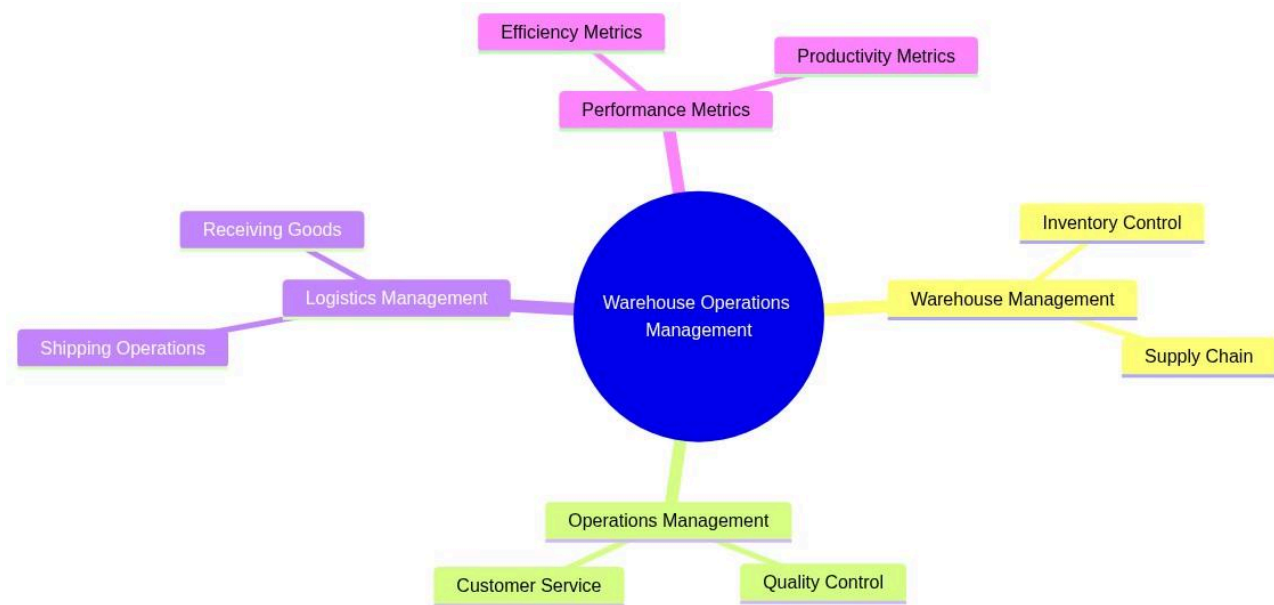 Efficiency Metrics
Productivity Metrics
Performance Metrics
Receiving Goods
Inventory Control
Logistics Management
Warehouse Operations
Management
Warehouse Management
Shipping Operations
Supply Chain
Operations Management
Customer Service
Quality Control